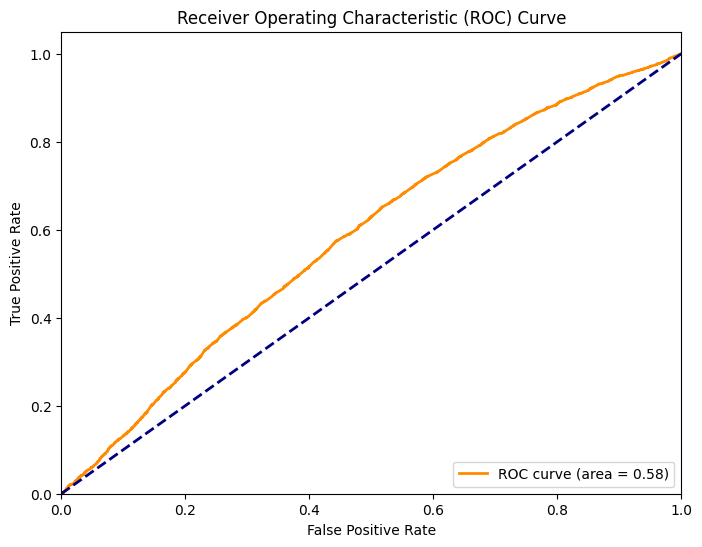 Receiver Operating Characteristic (ROC) Curve
1.0
0.8
0.6
0.4
0.2
0.0
True Positive Rate
ROC curve (area = 0.58)
0.0 0.2 0.4 0.6 0.8 1.0
False Positive Rate